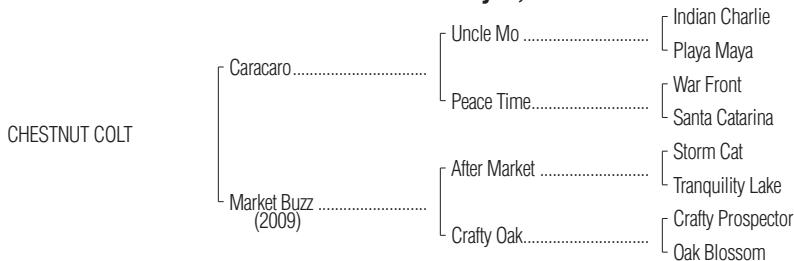 Indian Charlie
Uncle Mo
Playa Maya
Caracaro
War Front
Peace Time
Santa Catarina
CHESTNUT COLT
Storm Cat
After Market
Tranquility Lake
Market Buzz
(2009)
Crafty Prospector
Crafty Oak
Oak Blossom